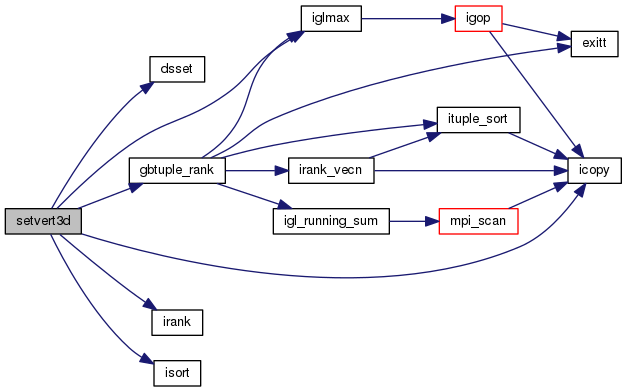 iglmax
igop
exitt
dsset
ituple_sort
gbtuple_rank
irank_vecn
icopy
setvert3d
igl_running_sum
mpi_scan
irank
isort